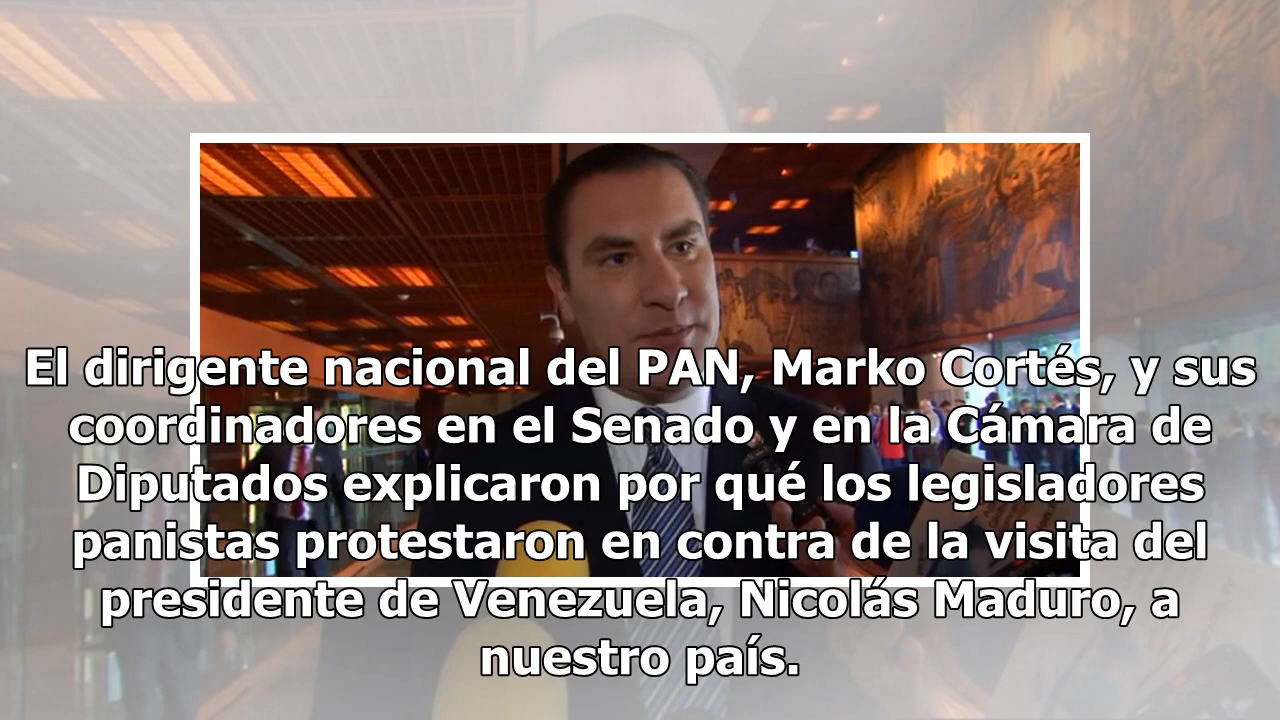 El dirigente nacional del PAN, Marko Cortés, y sus
coordinadores en el Senado y en la Cámara de
Diputados explicaron por qué los legisladores
panistas protestaron en contra de la visita del
presidente de Venezuela, Nicolás Maduro, a
nuestro país.